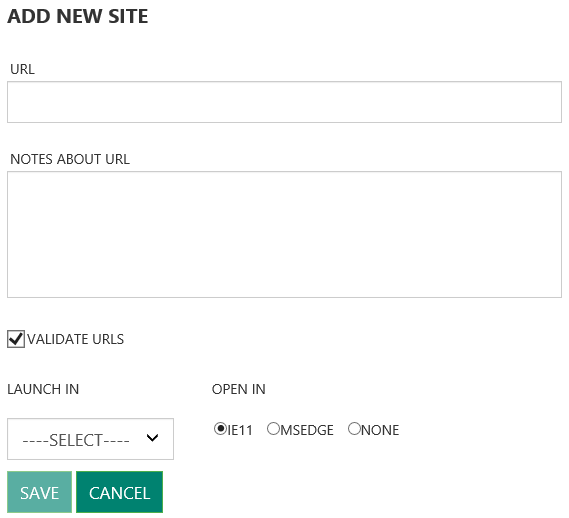 ADD NEW SITE
URL
NOTES ABOUT URL
VALIDATE URLS
LAUNCH IN OPEN IN
----SELECT---- IE11 MSEDGE NONE
SAVE CANCEL